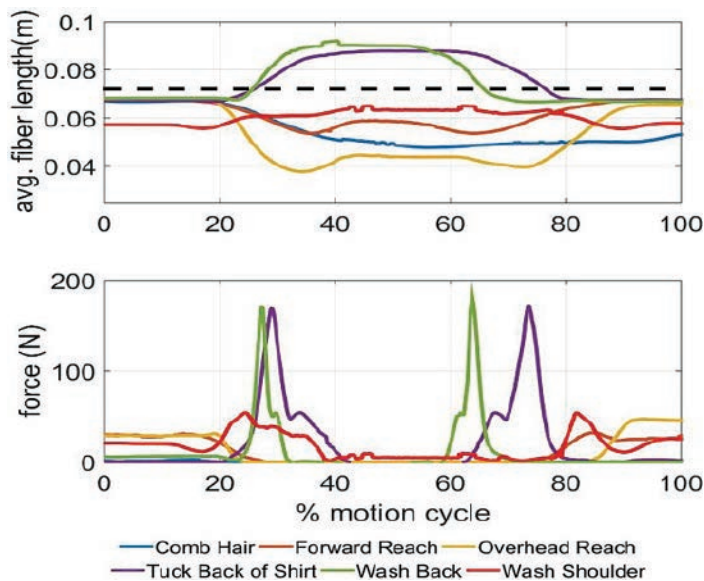 0.1
0.08
0.06
0.04
avg. fiber length(m)
0 20 40 60 80 100
200
100
0
force (N)
0 20 40 60 80 100
% motion cycle
Comb Hair Forward Reach Overhead Reach
Tuck Back of Shirt Wash Back Wash Shoulder